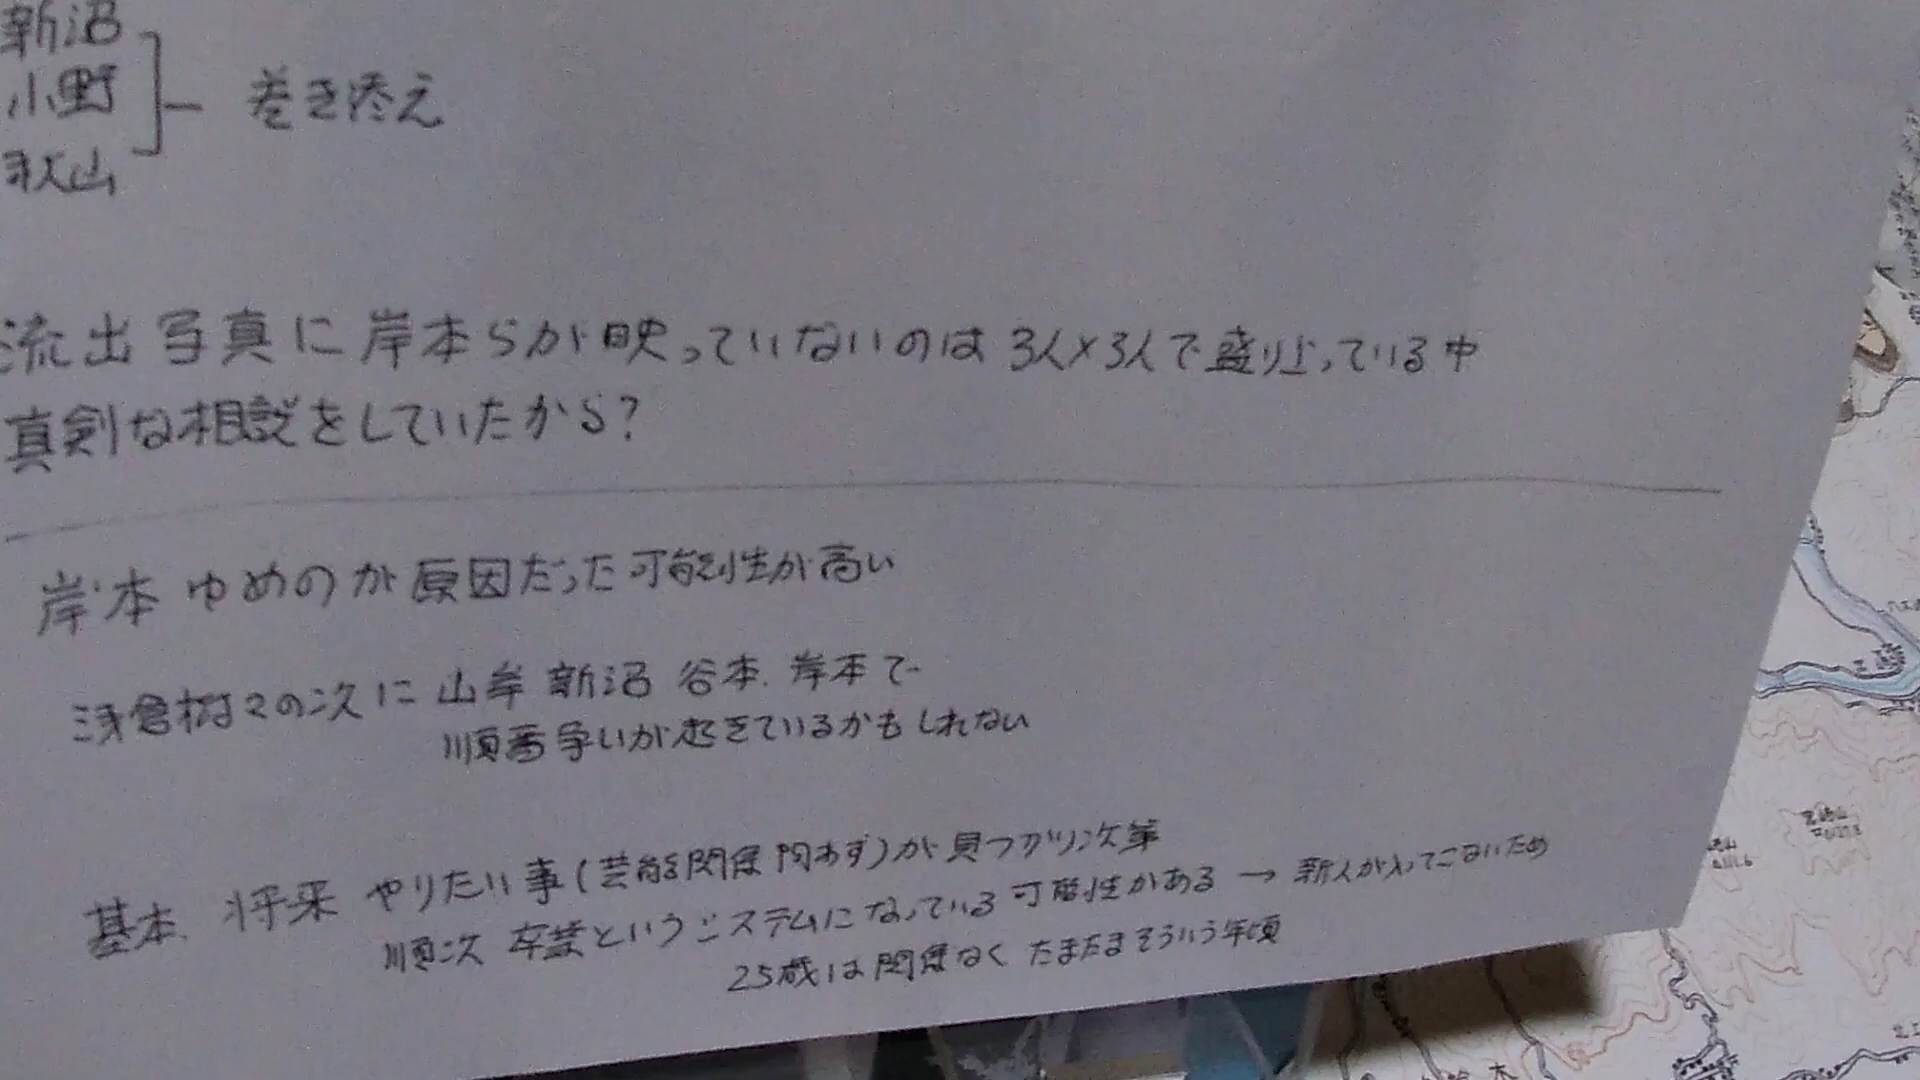 新沼
小野
秋山
巻き添え
流出写真に岸本らが映っていないのは3人×3人で盛り上っている中
真剣な相談をしていたから?
岸本ゆめのが原因だった可能性が高い
浅倉樹々の次に山岸 新沼 谷本、岸本で
順番争いが起きているかもしれない
基本、将来 やりたい事(芸能関係問わず)が見つかり次第
順次 卒業というシステムになっている可能性がある → 新人が入ってこないため
25歳は関係なく たまたまそういう年頃